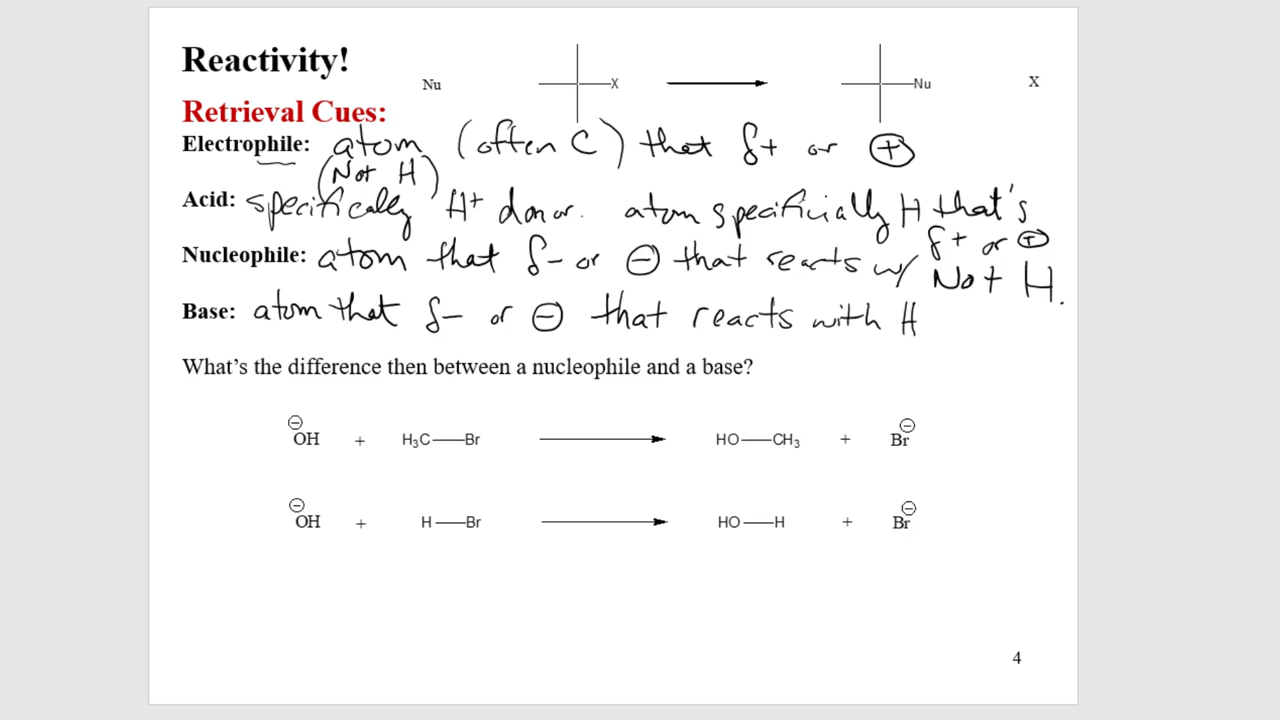 Reactivity!
Nu X Nu X
Retrieval Cues:
Electrophile: atom (often C) that δ+ or ⊕
(Not H)
Acid: specifically H+ donor. atom specificially H that's
δ+ or ⊕
Nucleophile: atom that δ- or ⊖ that reacts w/ Not H.
Base: atom that δ- or ⊖ that reacts with H
What's the difference then between a nucleophile and a base?
⊖OH + H₃C—Br HO—CH₃ + Br⊖
⊖OH + H—Br HO—H + Br⊖
4